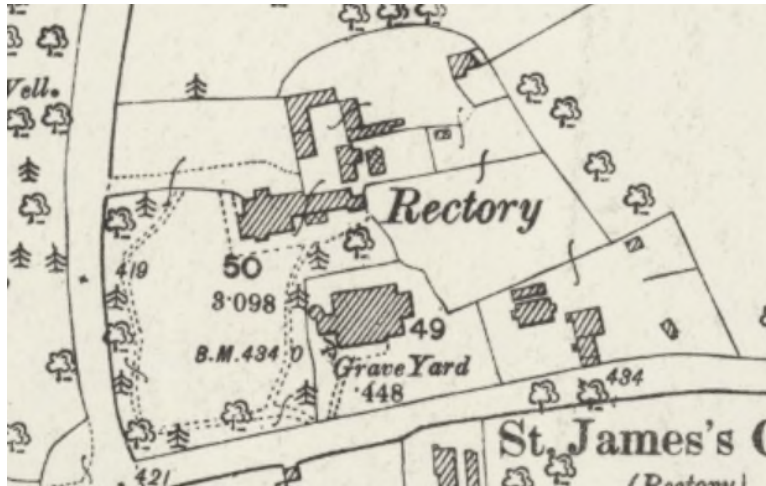 Well.
Rectory
419
50
3·098
49
B.M. 434·0
Grave Yard
·448
434
St. James's C
421
(Rectory)